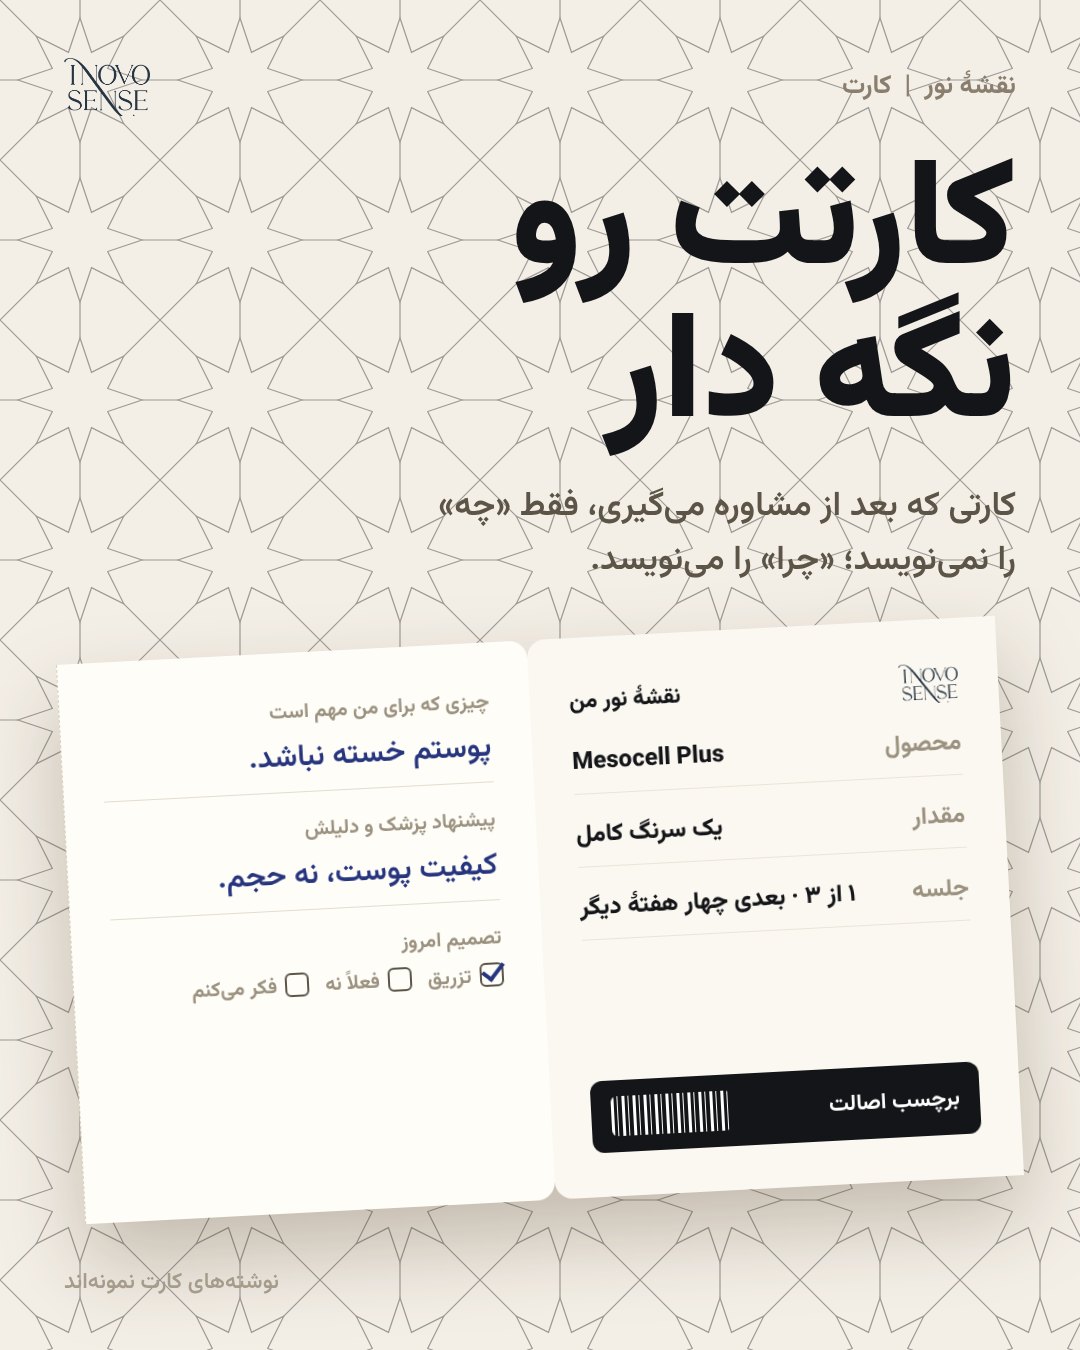 INOVO
SENSE
نقشهٔ نور | کارت
کارتت رو
نگه دار
کارتی که بعد از مشاوره می‌گیری، فقط «چه»
را نمی‌نویسد؛ «چرا» را می‌نویسد.
INOVO
SENSE
نقشهٔ نور من
محصول Mesocell Plus
مقدار یک سرنگ کامل
جلسه ۱ از ۳ · بعدی چهار هفتهٔ دیگر
برچسب اصالت
چیزی که برای من مهم است
پوستم خسته نباشد.
پیشنهاد پزشک و دلیلش
کیفیت پوست، نه حجم.
تصمیم امروز
تزریق فعلاً نه فکر می‌کنم
نوشته‌های کارت نمونه‌اند